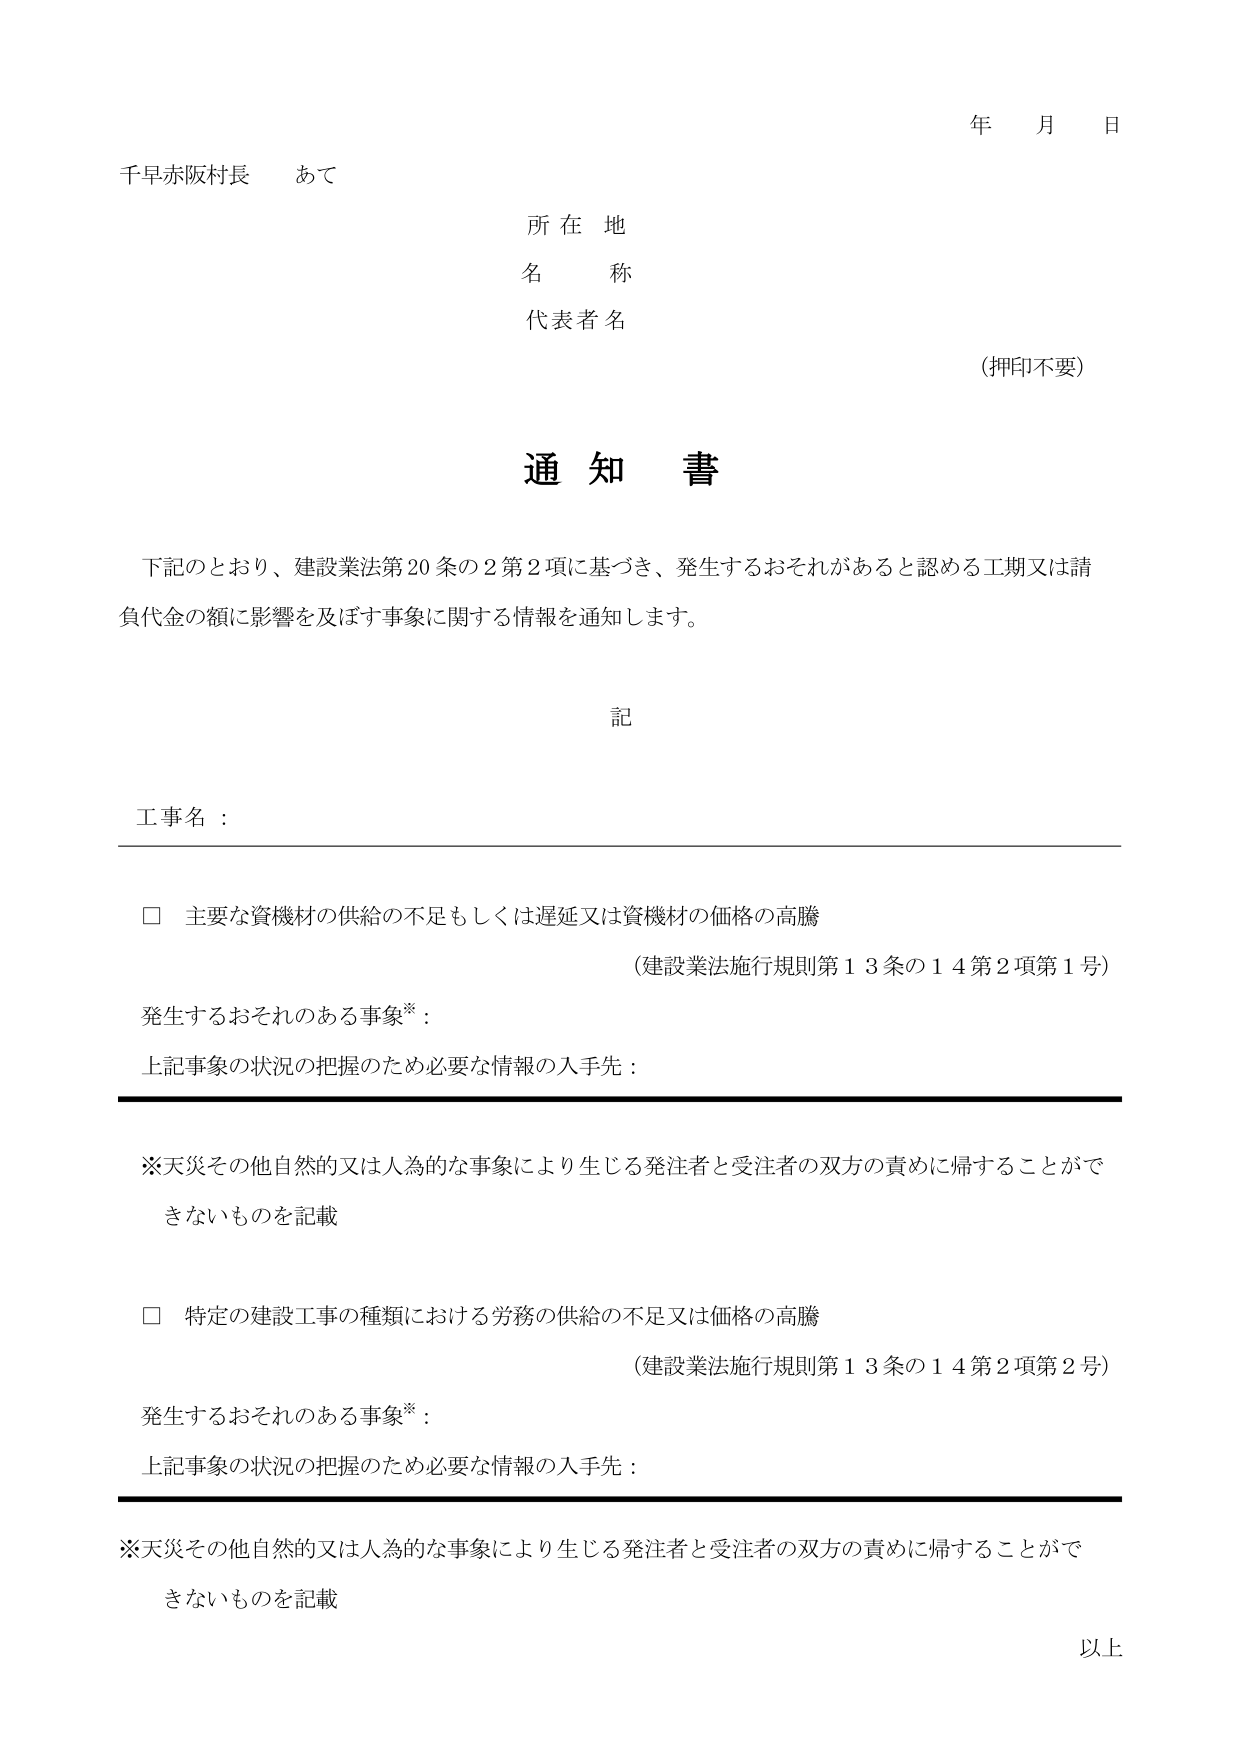 年　　月　　日
千早赤阪村長　　あて
所 在　地
名　　　称
代表者名
（押印不要）
通　知　　書
下記のとおり、建設業法第20条の２第２項に基づき、発生するおそれがあると認める工期又は請
負代金の額に影響を及ぼす事象に関する情報を通知します。
記
工事名：
□　主要な資機材の供給の不足もしくは遅延又は資機材の価格の高騰
（建設業法施行規則第１３条の１４第２項第１号）
発生するおそれのある事象※：
上記事象の状況の把握のため必要な情報の入手先：
※天災その他自然的又は人為的な事象により生じる発注者と受注者の双方の責めに帰することがで
きないものを記載
□　特定の建設工事の種類における労務の供給の不足又は価格の高騰
（建設業法施行規則第１３条の１４第２項第２号）
発生するおそれのある事象※：
上記事象の状況の把握のため必要な情報の入手先：
※天災その他自然的又は人為的な事象により生じる発注者と受注者の双方の責めに帰することがで
きないものを記載
以上